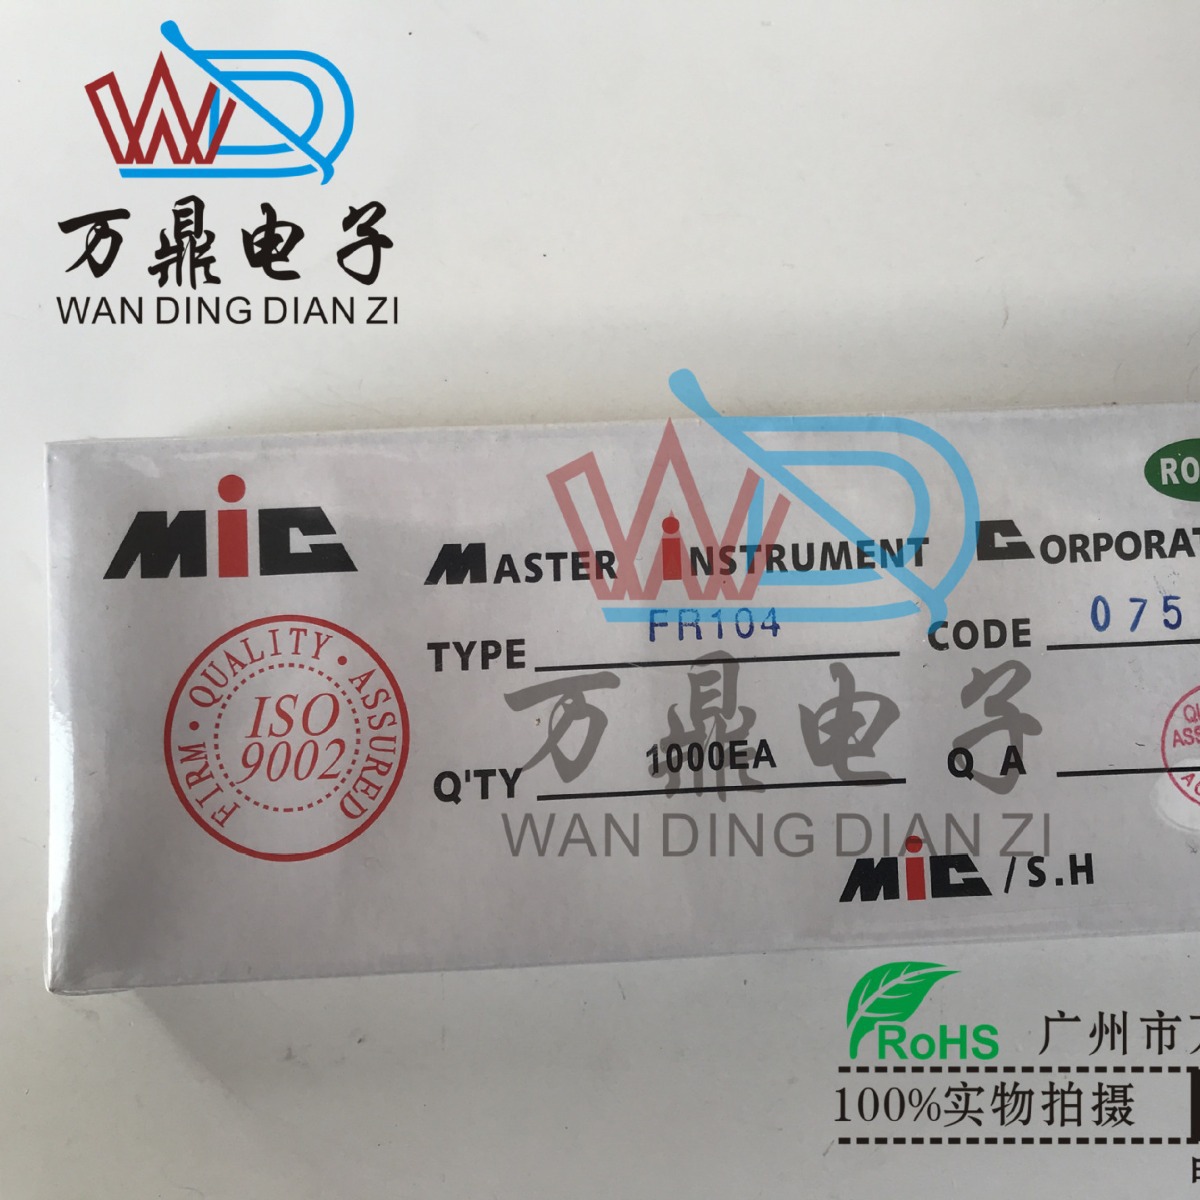 WD
万鼎电子
WAN DING DIAN ZI
RO
MiC
MASTER INSTRUMENT CORPORAT
TYPE FR104 CODE 075
FIRM · QUALITY · ASSURED
ISO
9002
Q'TY 1000EA Q A
WD
万鼎电子
WAN DING DIAN ZI
MiC /S.H
RoHS 广州市
100%实物拍摄